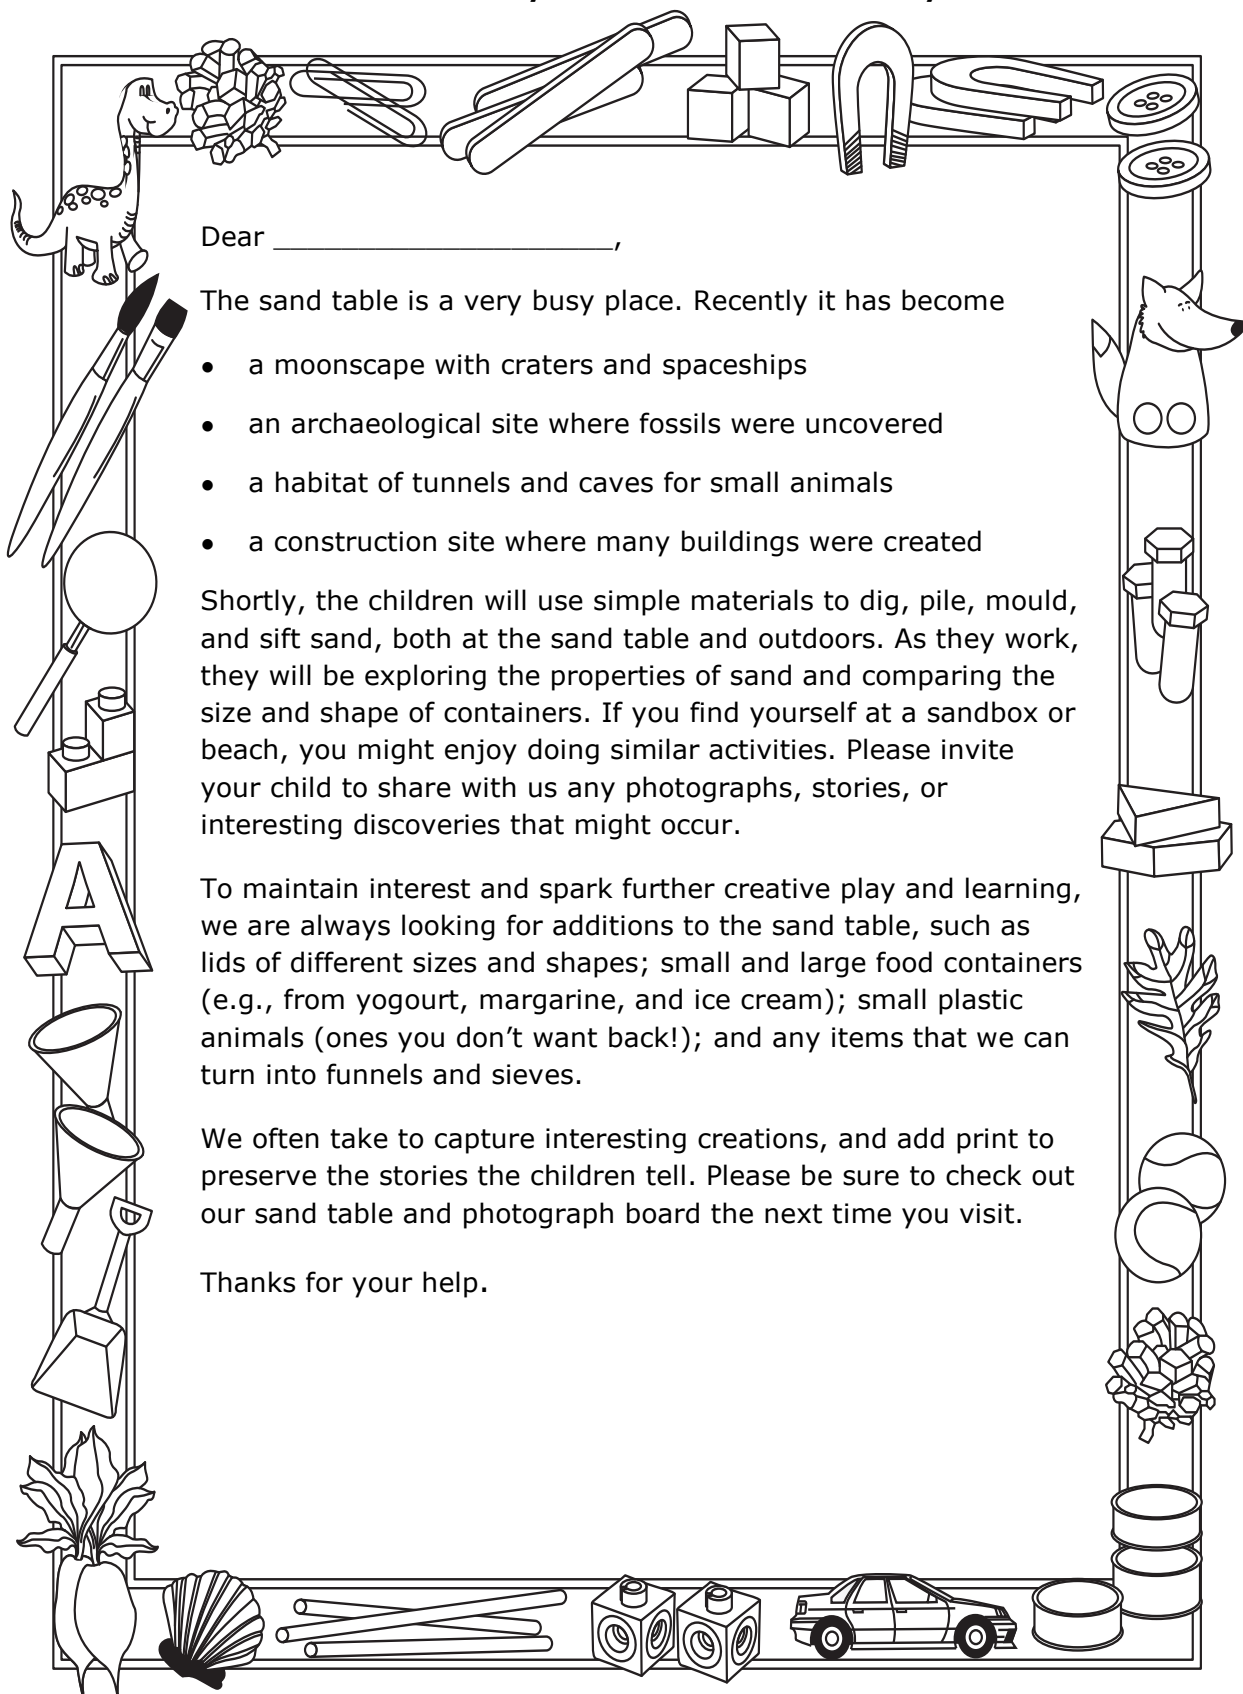 Dear ____________________,
The sand table is a very busy place. Recently it has become
• a moonscape with craters and spaceships
• an archaeological site where fossils were uncovered
• a habitat of tunnels and caves for small animals
• a construction site where many buildings were created
Shortly, the children will use simple materials to dig, pile, mould,
and sift sand, both at the sand table and outdoors. As they work,
they will be exploring the properties of sand and comparing the
size and shape of containers. If you find yourself at a sandbox or
beach, you might enjoy doing similar activities. Please invite
your child to share with us any photographs, stories, or
interesting discoveries that might occur.
To maintain interest and spark further creative play and learning,
we are always looking for additions to the sand table, such as
lids of different sizes and shapes; small and large food containers
(e.g., from yogourt, margarine, and ice cream); small plastic
animals (ones you don’t want back!); and any items that we can
turn into funnels and sieves.
We often take to capture interesting creations, and add print to
preserve the stories the children tell. Please be sure to check out
our sand table and photograph board the next time you visit.
Thanks for your help.
A